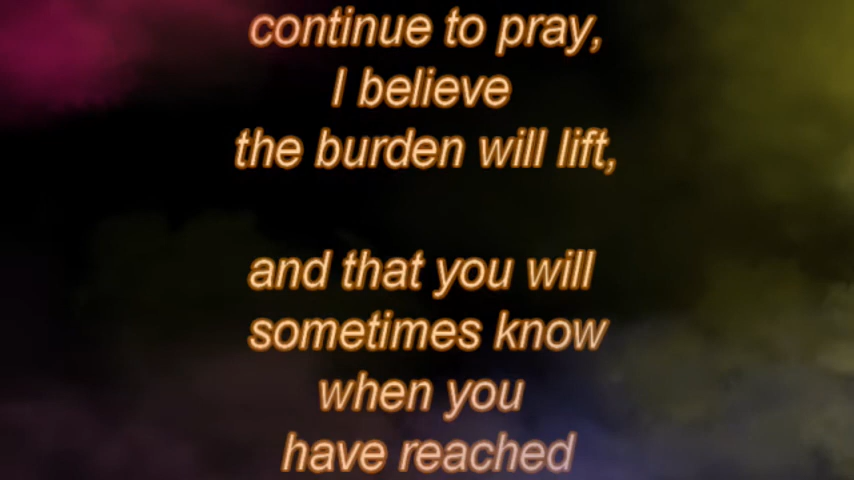 continue to pray,
I believe
the burden will lift,
and that you will
sometimes know
when you
have reached